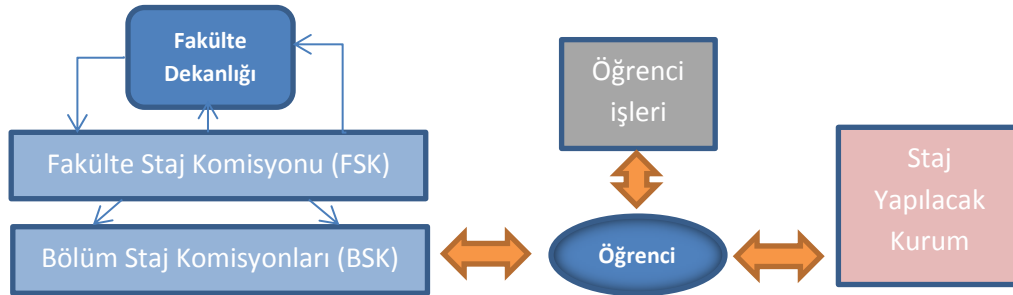 Fakülte
Dekanlığı
Öğrenci
işleri
Fakülte Staj Komisyonu (FSK)
Staj
Yapılacak
Kurum
Bölüm Staj Komisyonları (BSK)
Öğrenci